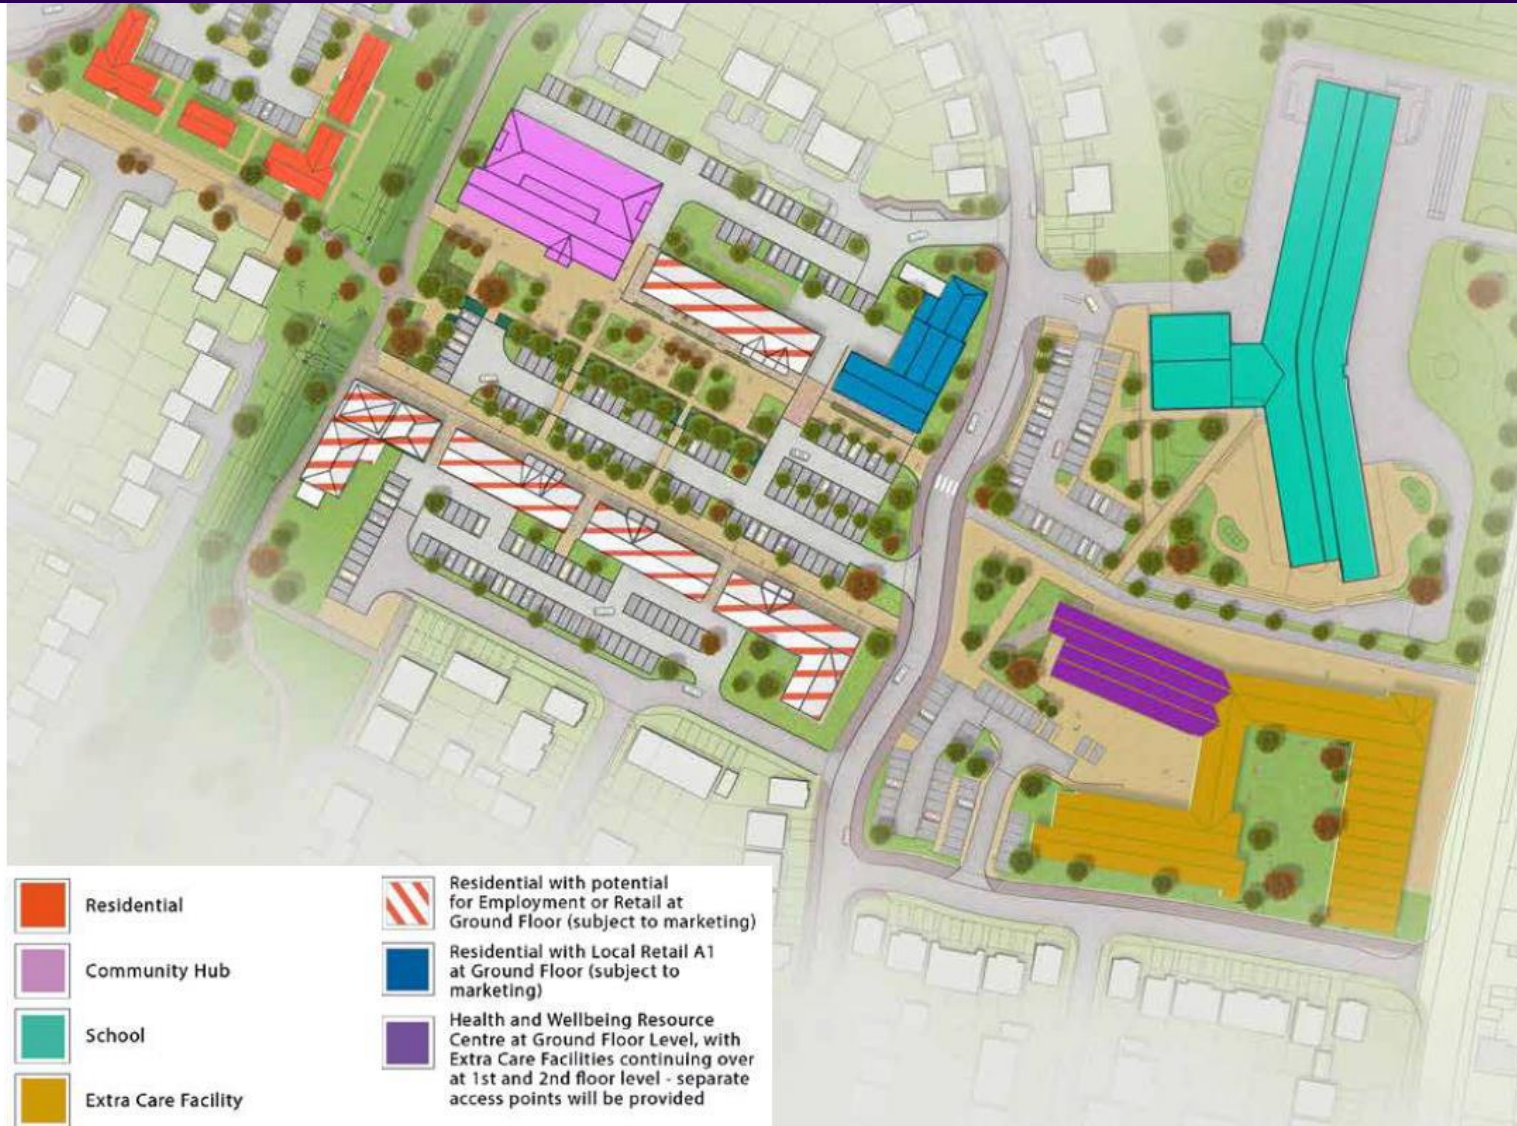 Residential
Community Hub
School
Extra Care Facility
Residential with potential
for Employment or Retail at
Ground Floor (subject to marketing)
Residential with Local Retail A1
at Ground Floor (subject to
marketing)
Health and Wellbeing Resource
Centre at Ground Floor Level, with
Extra Care Facilities continuing over
at 1st and 2nd floor level - separate
access points will be provided